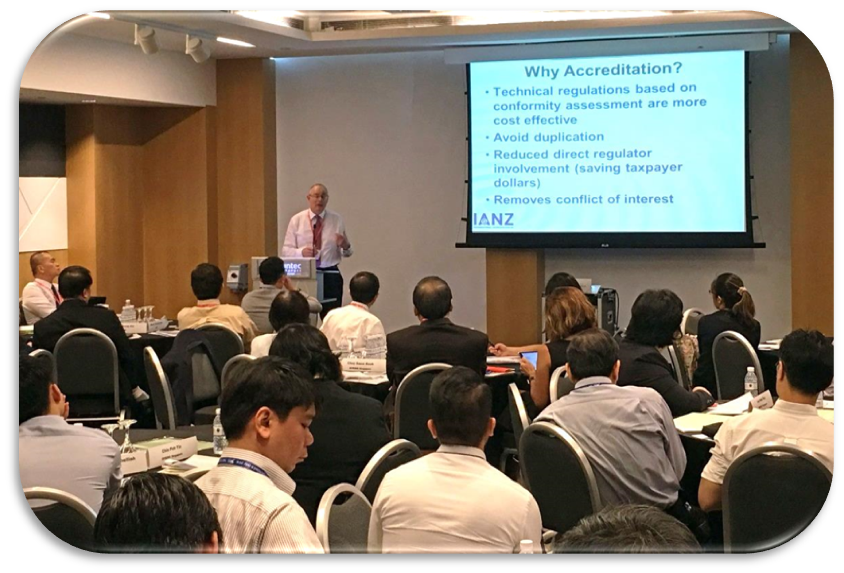 Why Accreditation?
• Technical regulations based on
conformity assessment are more
cost effective
• Avoid duplication
• Reduced direct regulator
involvement (saving taxpayer
dollars)
• Removes conflict of interest
IANZ